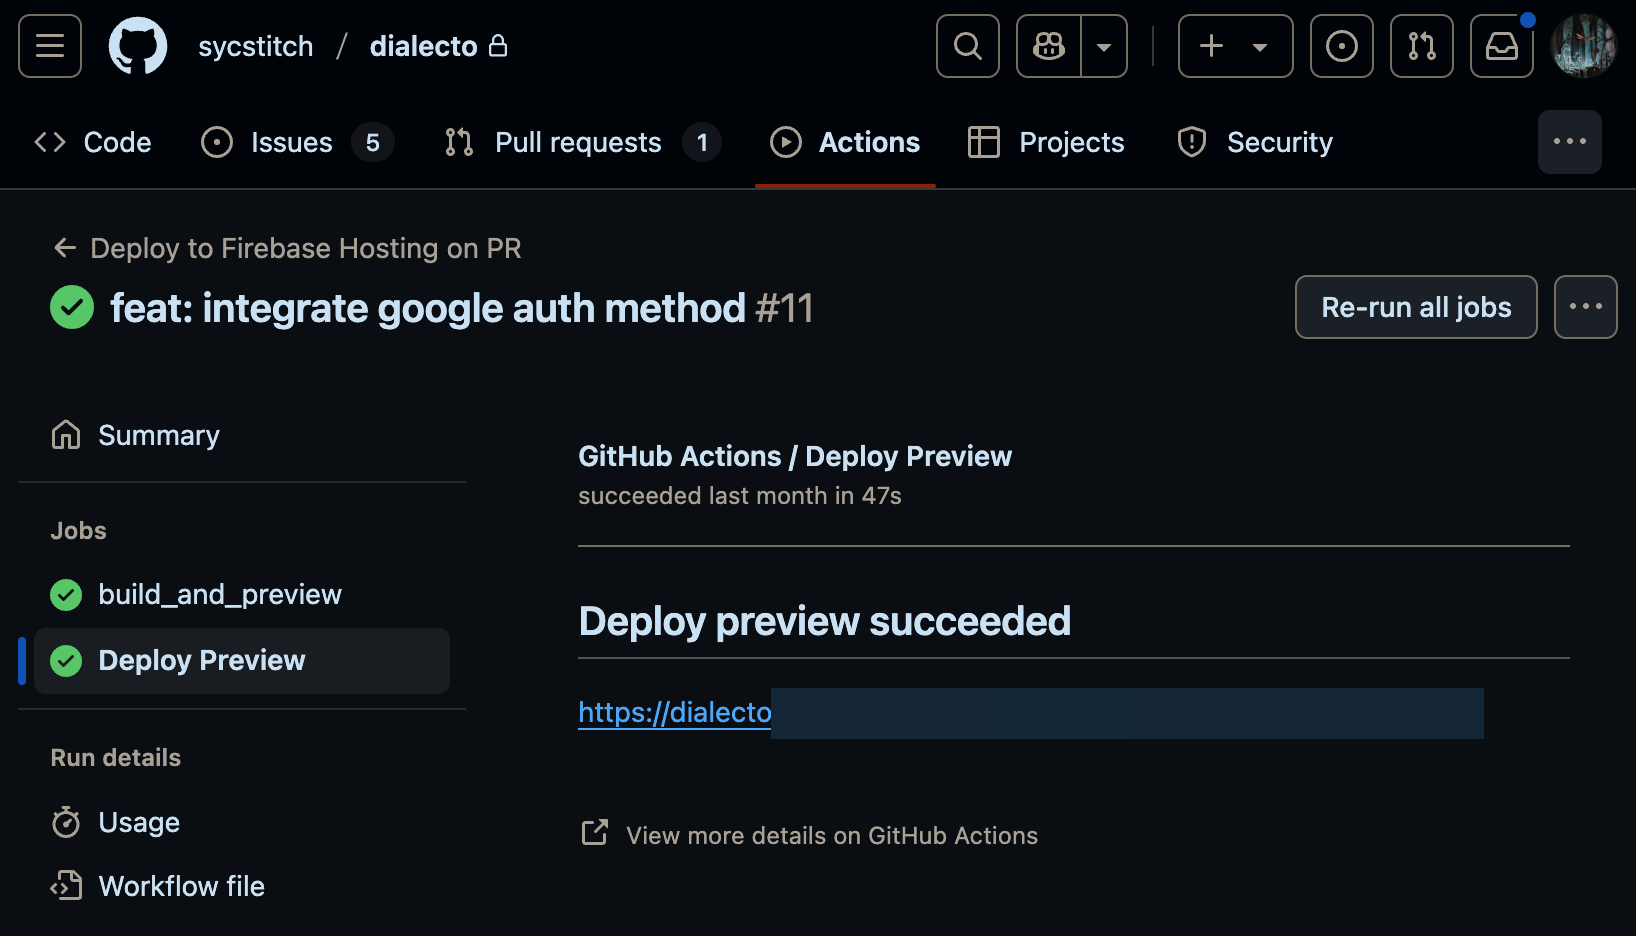 sycstitch / dialecto
Code
Issues 5
Pull requests 1
Actions
Projects
Security
Deploy to Firebase Hosting on PR
feat: integrate google auth method #11
Re-run all jobs
Summary
Jobs
build_and_preview
Deploy Preview
Run details
Usage
Workflow file
GitHub Actions / Deploy Preview
succeeded last month in 47s
Deploy preview succeeded
https://dialecto
View more details on GitHub Actions